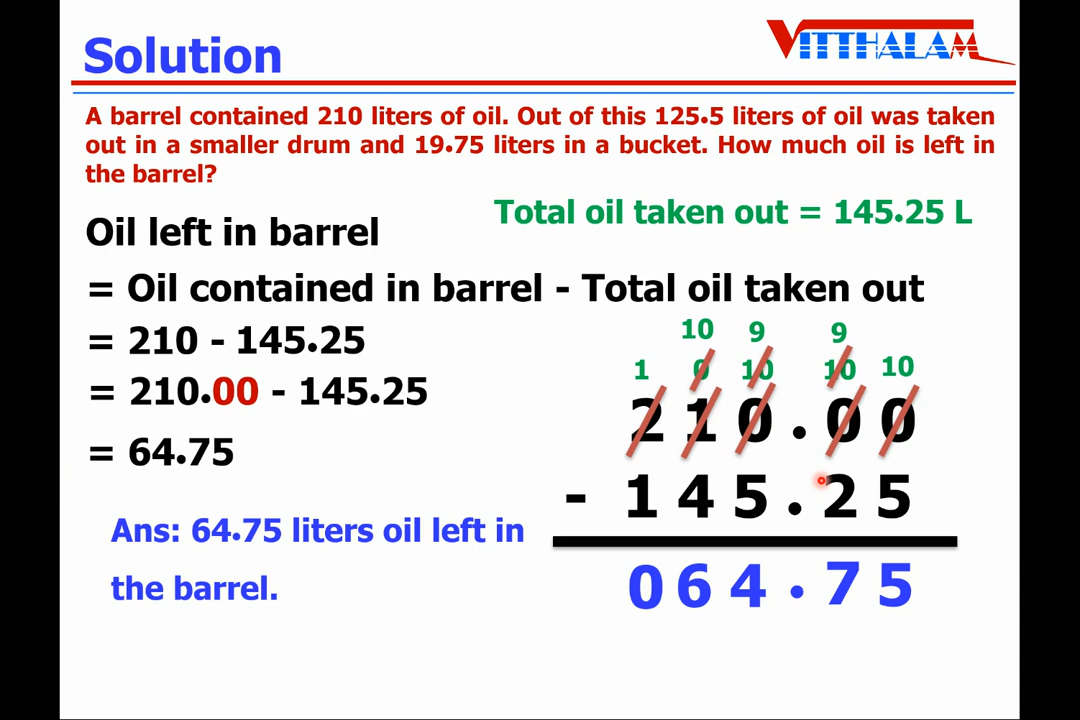 Solution
VITTHALAM
A barrel contained 210 liters of oil. Out of this 125.5 liters of oil was taken
out in a smaller drum and 19.75 liters in a bucket. How much oil is left in
the barrel?
Total oil taken out = 145.25 L
Oil left in barrel
= Oil contained in barrel - Total oil taken out
= 210 - 145.25
= 210.00 - 145.25
= 64.75
Ans: 64.75 liters oil left in
the barrel.
10 9 9
1 0 10 10 10
2 1 0 . 0 0
- 1 4 5 . 2 5
0 6 4 . 7 5